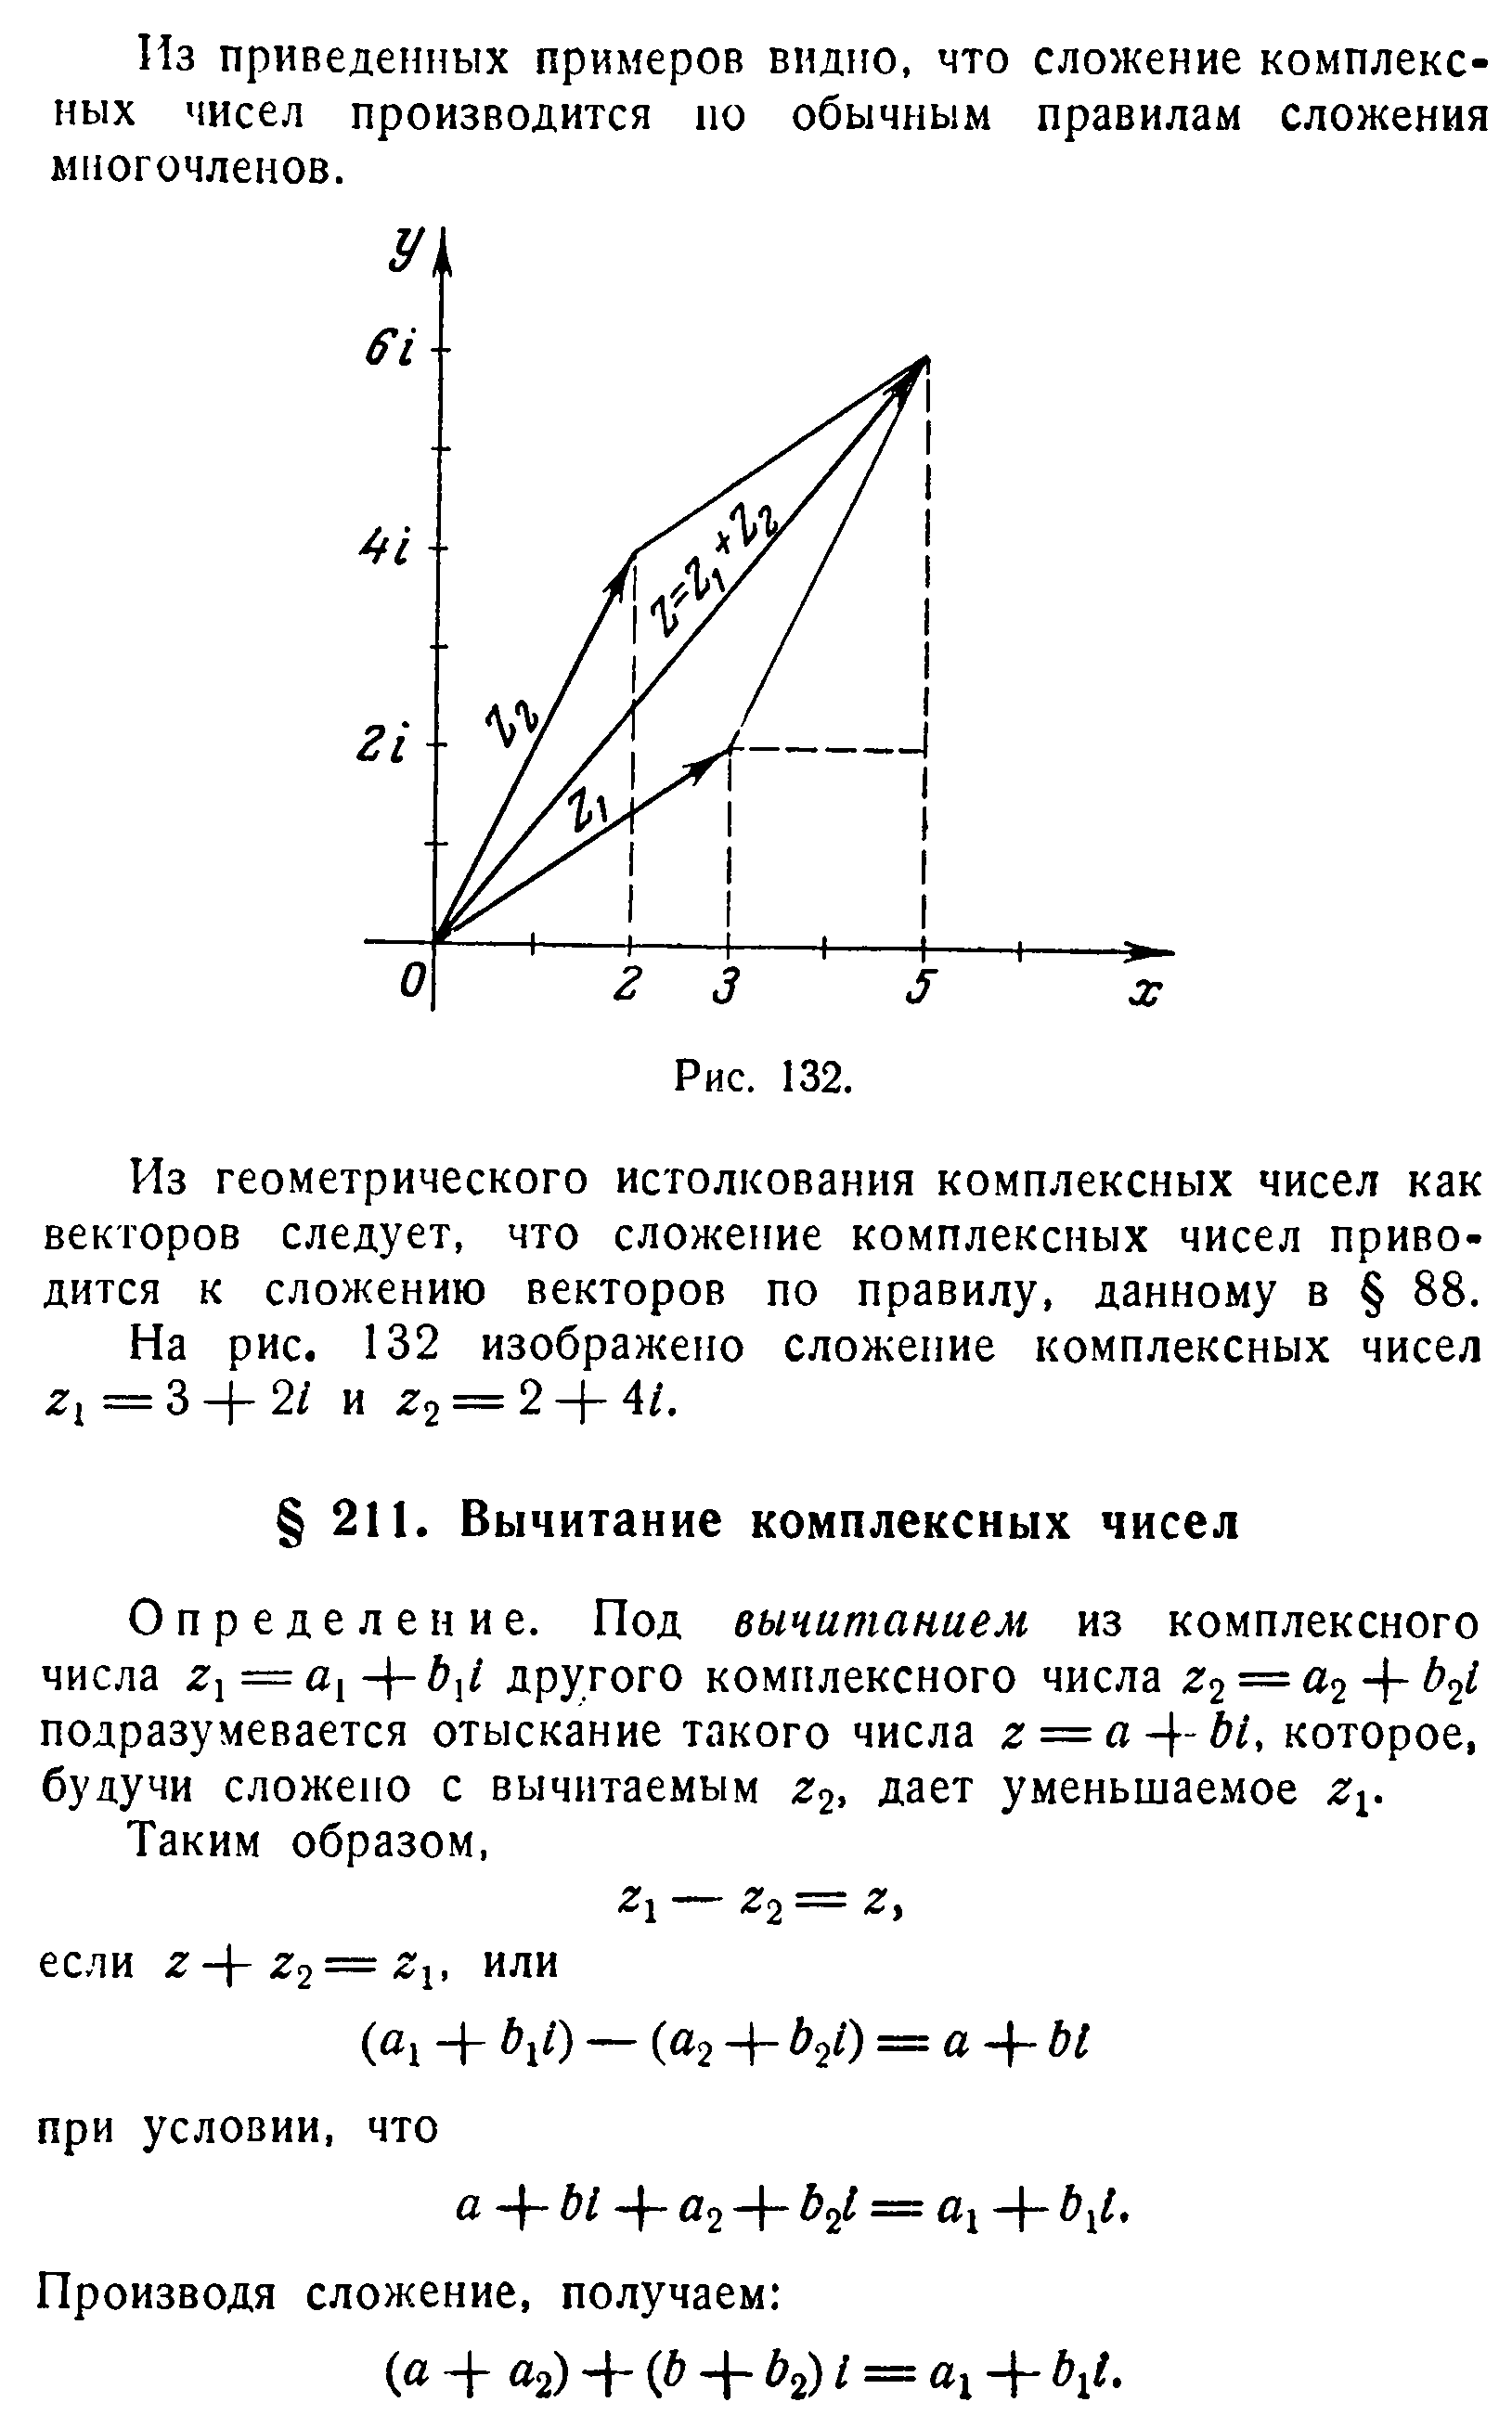 Из приведенных примеров видно, что сложение комплекс-
ных чисел производится по обычным правилам сложения
многочленов.
y
6i
4i
2i
z₂
z=z₁+z₂
z₁
0 2 3 5 x
Рис. 132.
Из геометрического истолкования комплексных чисел как
векторов следует, что сложение комплексных чисел приво-
дится к сложению векторов по правилу, данному в § 88.
На рис. 132 изображено сложение комплексных чисел
z₁ = 3 + 2i и z₂ = 2 + 4i.
§ 211. Вычитание комплексных чисел
Определение. Под вычитанием из комплексного
числа z₁ = a₁ + b₁i другого комплексного числа z₂ = a₂ + b₂i
подразумевается отыскание такого числа z = a + bi, которое,
будучи сложено с вычитаемым z₂, дает уменьшаемое z₁.
Таким образом,
z₁ — z₂ = z,
если z + z₂ = z₁, или
(a₁ + b₁i) — (a₂ + b₂i) = a + bi
при условии, что
a + bi + a₂ + b₂i = a₁ + b₁i.
Производя сложение, получаем:
(a + a₂) + (b + b₂) i = a₁ + b₁i.